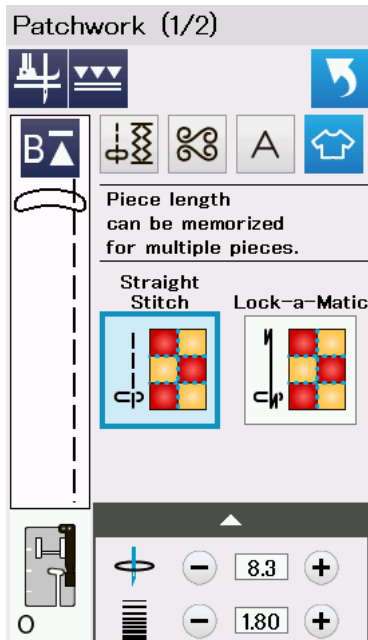 Patchwork (1/2)
B
A
Piece length
can be memorized
for multiple pieces.
Straight
Stitch
Lock-a-Matic
8.3
1.80
O